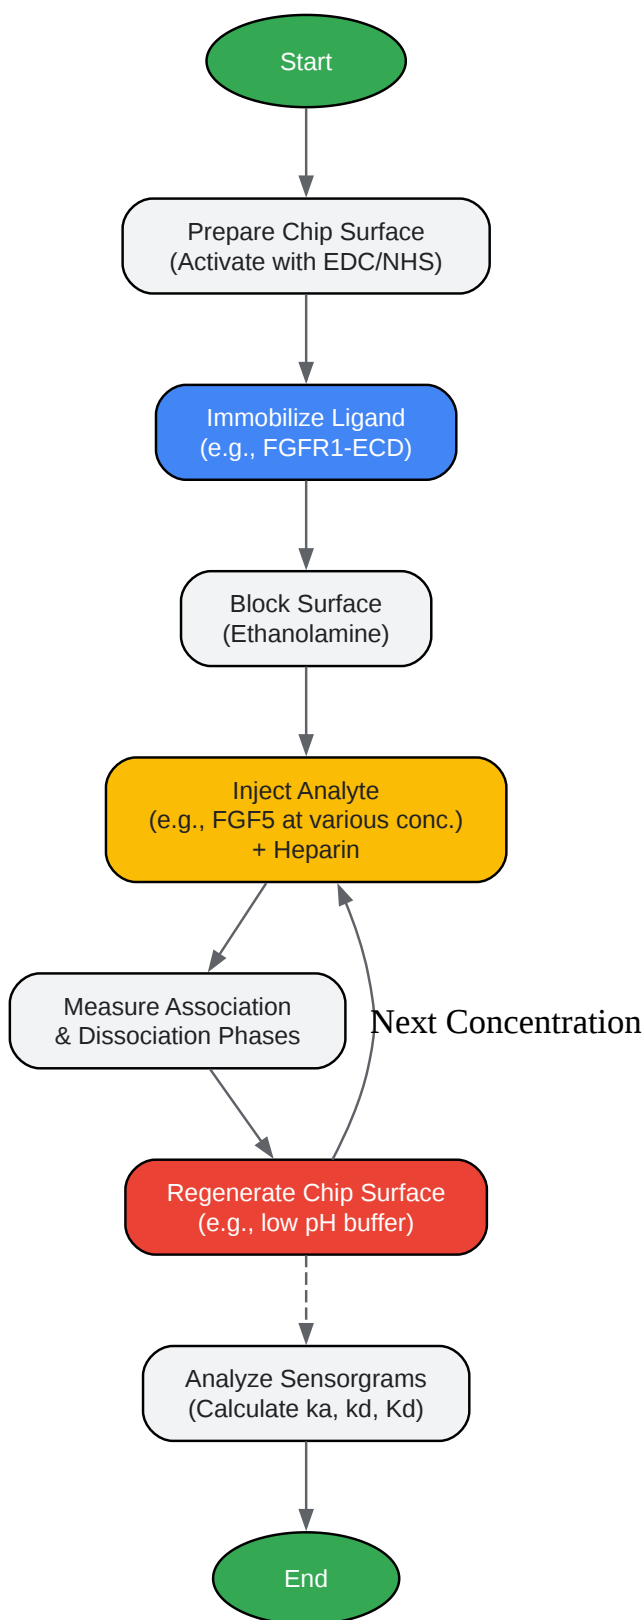 Start
Prepare Chip Surface
(Activate with EDC/NHS)
Immobilize Ligand
(e.g., FGFR1-ECD)
Block Surface
(Ethanolamine)
Inject Analyte
(e.g., FGF5 at various conc.)
+ Heparin
Measure Association
& Dissociation Phases
Next Concentration
Regenerate Chip Surface
(e.g., low pH buffer)
Analyze Sensorgrams
(Calculate ka, kd, Kd)
End